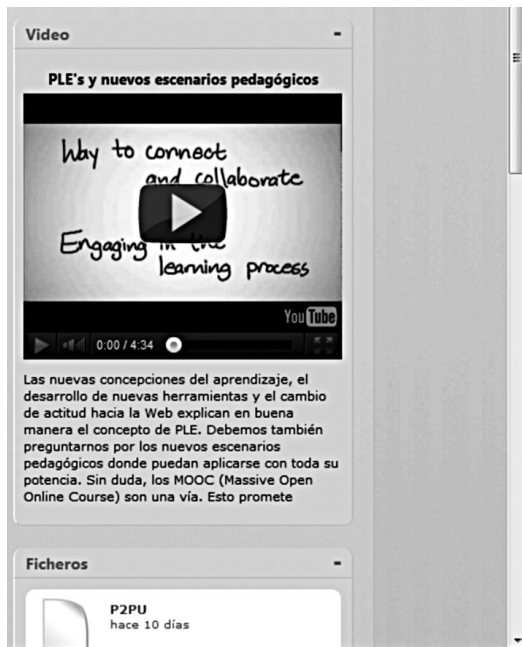 Video -
PLE's y nuevos escenarios pedagógicos
Way to connect
and collaborate
Engaging in the
learning process
YouTube
0:00 / 4:34
Las nuevas concepciones del aprendizaje, el
desarrollo de nuevas herramientas y el cambio
de actitud hacia la Web explican en buena
manera el concepto de PLE. Debemos también
preguntarnos por los nuevos escenarios
pedagógicos donde puedan aplicarse con toda su
potencia. Sin duda, los MOOC (Massive Open
Online Course) son una vía. Esto promete
Ficheros -
P2PU
hace 10 días